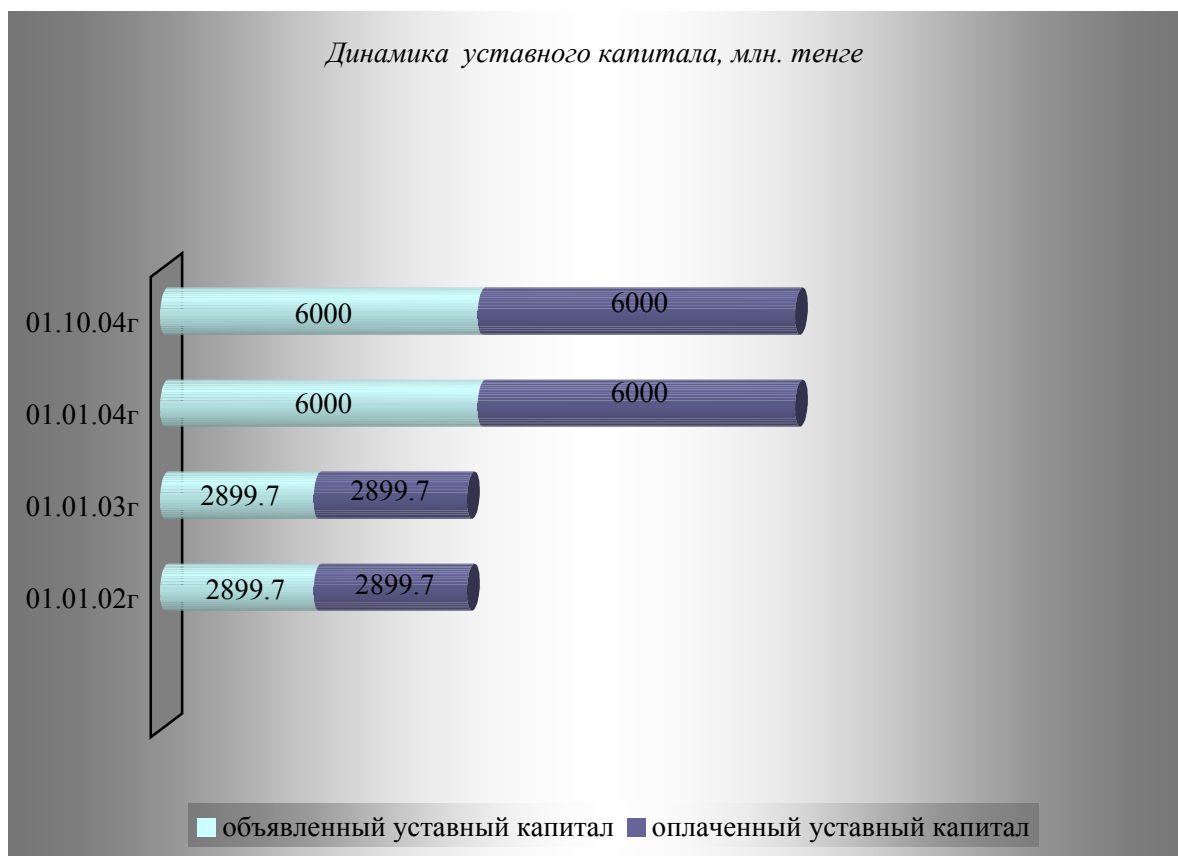 Динамика уставного капитала, млн. тенге
01.10.04г 6000 6000
01.01.04г 6000 6000
01.01.03г 2899.7 2899.7
01.01.02г 2899.7 2899.7
объявленный уставный капитал оплаченный уставный капитал